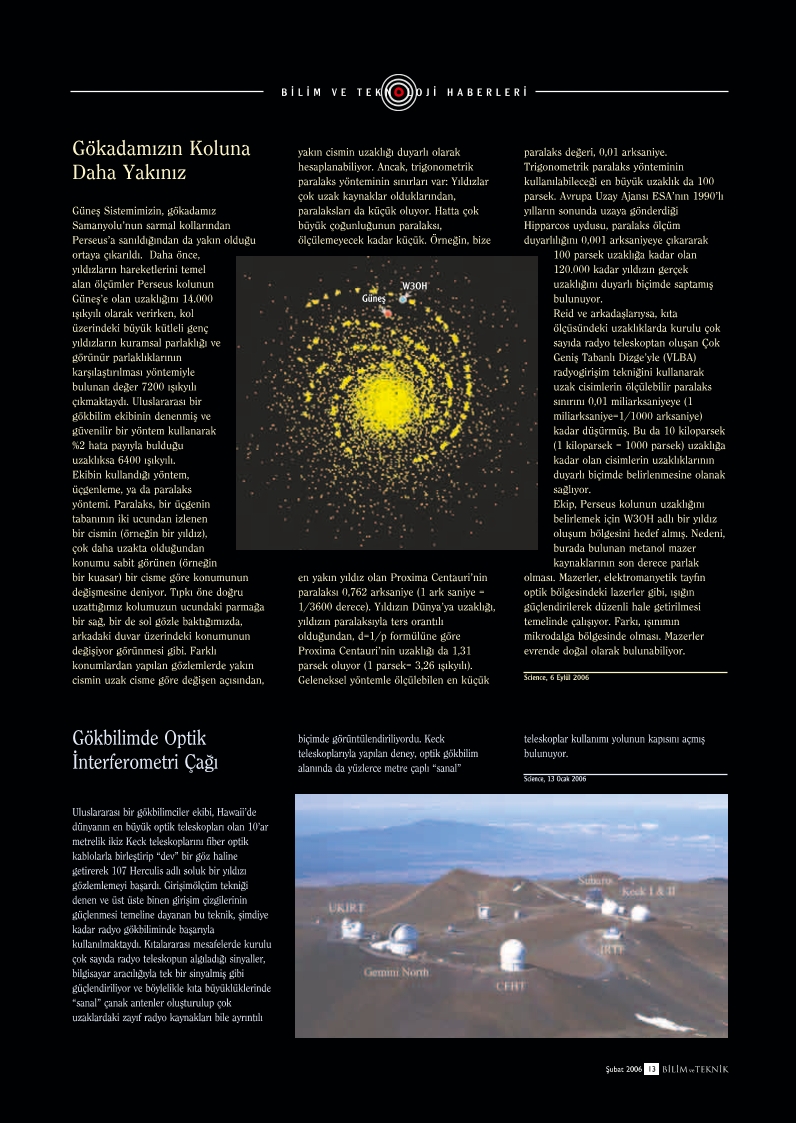 BİLİM VE TEKNOLOJİ HABERLERİ
Gökadamızın Koluna
Daha Yakınız
Güneş Sistemimizin, gökadamız
Samanyolu'nun sarmal kollarından
Perseus'a sanıldığından da yakın olduğu
ortaya çıkarıldı. Daha önce,
yıldızların hareketlerini temel
alan ölçümler Perseus kolunun
Güneş'e olan uzaklığını 14.000
ışıkyılı olarak verirken, kol
üzerindeki büyük kütleli genç
yıldızların kuramsal parlaklığı ve
görünür parlaklıklarının
karşılaştırılması yöntemiyle
bulunan değer 7200 ışıkyılı
çıkmaktaydı. Uluslararası bir
gökbilim ekibinin denenmiş ve
güvenilir bir yöntem kullanarak
%2 hata payıyla bulduğu
uzaklıksa 6400 ışıkyılı.
Ekibin kullandığı yöntem,
üçgenleme, ya da paralaks
yöntemi. Paralaks, bir üçgenin
tabanının iki ucundan izlenen
bir cismin (örneğin bir yıldız),
çok daha uzakta olduğundan
konumu sabit görünen (örneğin
bir kuasar) bir cisme göre konumunun
değişmesine deniyor. Tıpkı öne doğru
uzattığımız kolumuzun ucundaki parmağa
bir sağ, bir de sol gözle baktığımızda,
arkadaki duvar üzerindeki konumunun
değişiyor görünmesi gibi. Farklı
konumlardan yapılan gözlemlerde yakın
cismin uzak cisme göre değişen açısından,
yakın cismin uzaklığı duyarlı olarak
hesaplanabiliyor. Ancak, trigonometrik
paralaks yönteminin sınırları var: Yıldızlar
çok uzak kaynaklar olduklarından,
paralaksları da küçük oluyor. Hatta çok
büyük çoğunluğunun paralaksı,
ölçülemeyecek kadar küçük. Örneğin, bize
W3OH
Güneş
en yakın yıldız olan Proxima Centauri'nin
paralaksı 0,762 arksaniye (1 ark saniye =
1/3600 derece). Yıldızın Dünya'ya uzaklığı,
yıldızın paralaksıyla ters orantılı
olduğundan, d=1/p formülüne göre
Proxima Centauri'nin uzaklığı da 1,31
parsek oluyor (1 parsek= 3,26 ışıkyılı).
Geleneksel yöntemle ölçülebilen en küçük
paralaks değeri, 0,01 arksaniye.
Trigonometrik paralaks yönteminin
kullanılabileceği en büyük uzaklık da 100
parsek. Avrupa Uzay Ajansı ESA'nın 1990'lı
yılların sonunda uzaya gönderdiği
Hipparcos uydusu, paralaks ölçüm
duyarlılığını 0,001 arksaniyeye çıkararak
100 parsek uzaklığa kadar olan
120.000 kadar yıldızın gerçek
uzaklığını duyarlı biçimde saptamış
bulunuyor.
Reid ve arkadaşlarıysa, kıta
ölçüsündeki uzaklıklarda kurulu çok
sayıda radyo teleskoptan oluşan Çok
Geniş Tabanlı Dizge'yle (VLBA)
radyogirişim tekniğini kullanarak
uzak cisimlerin ölçülebilir paralaks
sınırını 0,01 miliarksaniyeye (1
miliarksaniye=1/1000 arksaniye)
kadar düşürmüş. Bu da 10 kiloparsek
(1 kiloparsek = 1000 parsek) uzaklığa
kadar olan cisimlerin uzaklıklarının
duyarlı biçimde belirlenmesine olanak
sağlıyor.
Ekip, Perseus kolunun uzaklığını
belirlemek için W3OH adlı bir yıldız
oluşum bölgesini hedef almış. Nedeni,
burada bulunan metanol mazer
kaynaklarının son derece parlak
olması. Mazerler, elektromanyetik tayfın
optik bölgesindeki lazerler gibi, ışığın
güçlendirilerek düzenli hale getirilmesi
temelinde çalışıyor. Farkı, ışınımın
mikrodalga bölgesinde olması. Mazerler
evrende doğal olarak bulunabiliyor.
Science, 6 Eylül 2006
Gökbilimde Optik
İnterferometri Çağı
Uluslararası bir gökbilimciler ekibi, Hawaii'de
dünyanın en büyük optik teleskopları olan 10'ar
metrelik ikiz Keck teleskoplarını fiber optik
kablolarla birleştirip "dev" bir göz haline
getirerek 107 Herculis adlı soluk bir yıldızı
gözlemlemeyi başardı. Girişimölçüm tekniği
denen ve üst üste binen girişim çizgilerinin
güçlenmesi temeline dayanan bu teknik, şimdiye
kadar radyo gökbiliminde başarıyla
kullanılmaktaydı. Kıtalararası mesafelerde kurulu
çok sayıda radyo teleskopun algıladığı sinyaller,
bilgisayar aracılığıyla tek bir sinyalmiş gibi
güçlendiriliyor ve böylelikle kıta büyüklüklerinde
"sanal" çanak antenler oluşturulup çok
uzaklardaki zayıf radyo kaynakları bile ayrıntılı
biçimde görüntülendiriliyordu. Keck
teleskoplarıyla yapılan deney, optik gökbilim
alanında da yüzlerce metre çaplı "sanal"
teleskoplar kullanımı yolunun kapısını açmış
bulunuyor.
Science, 13 Ocak 2006
Subaru
Keck I & II
UKIRT
IRTF
Gemini North
CFHT
Şubat 2006 13 BİLİM ve TEKNİK